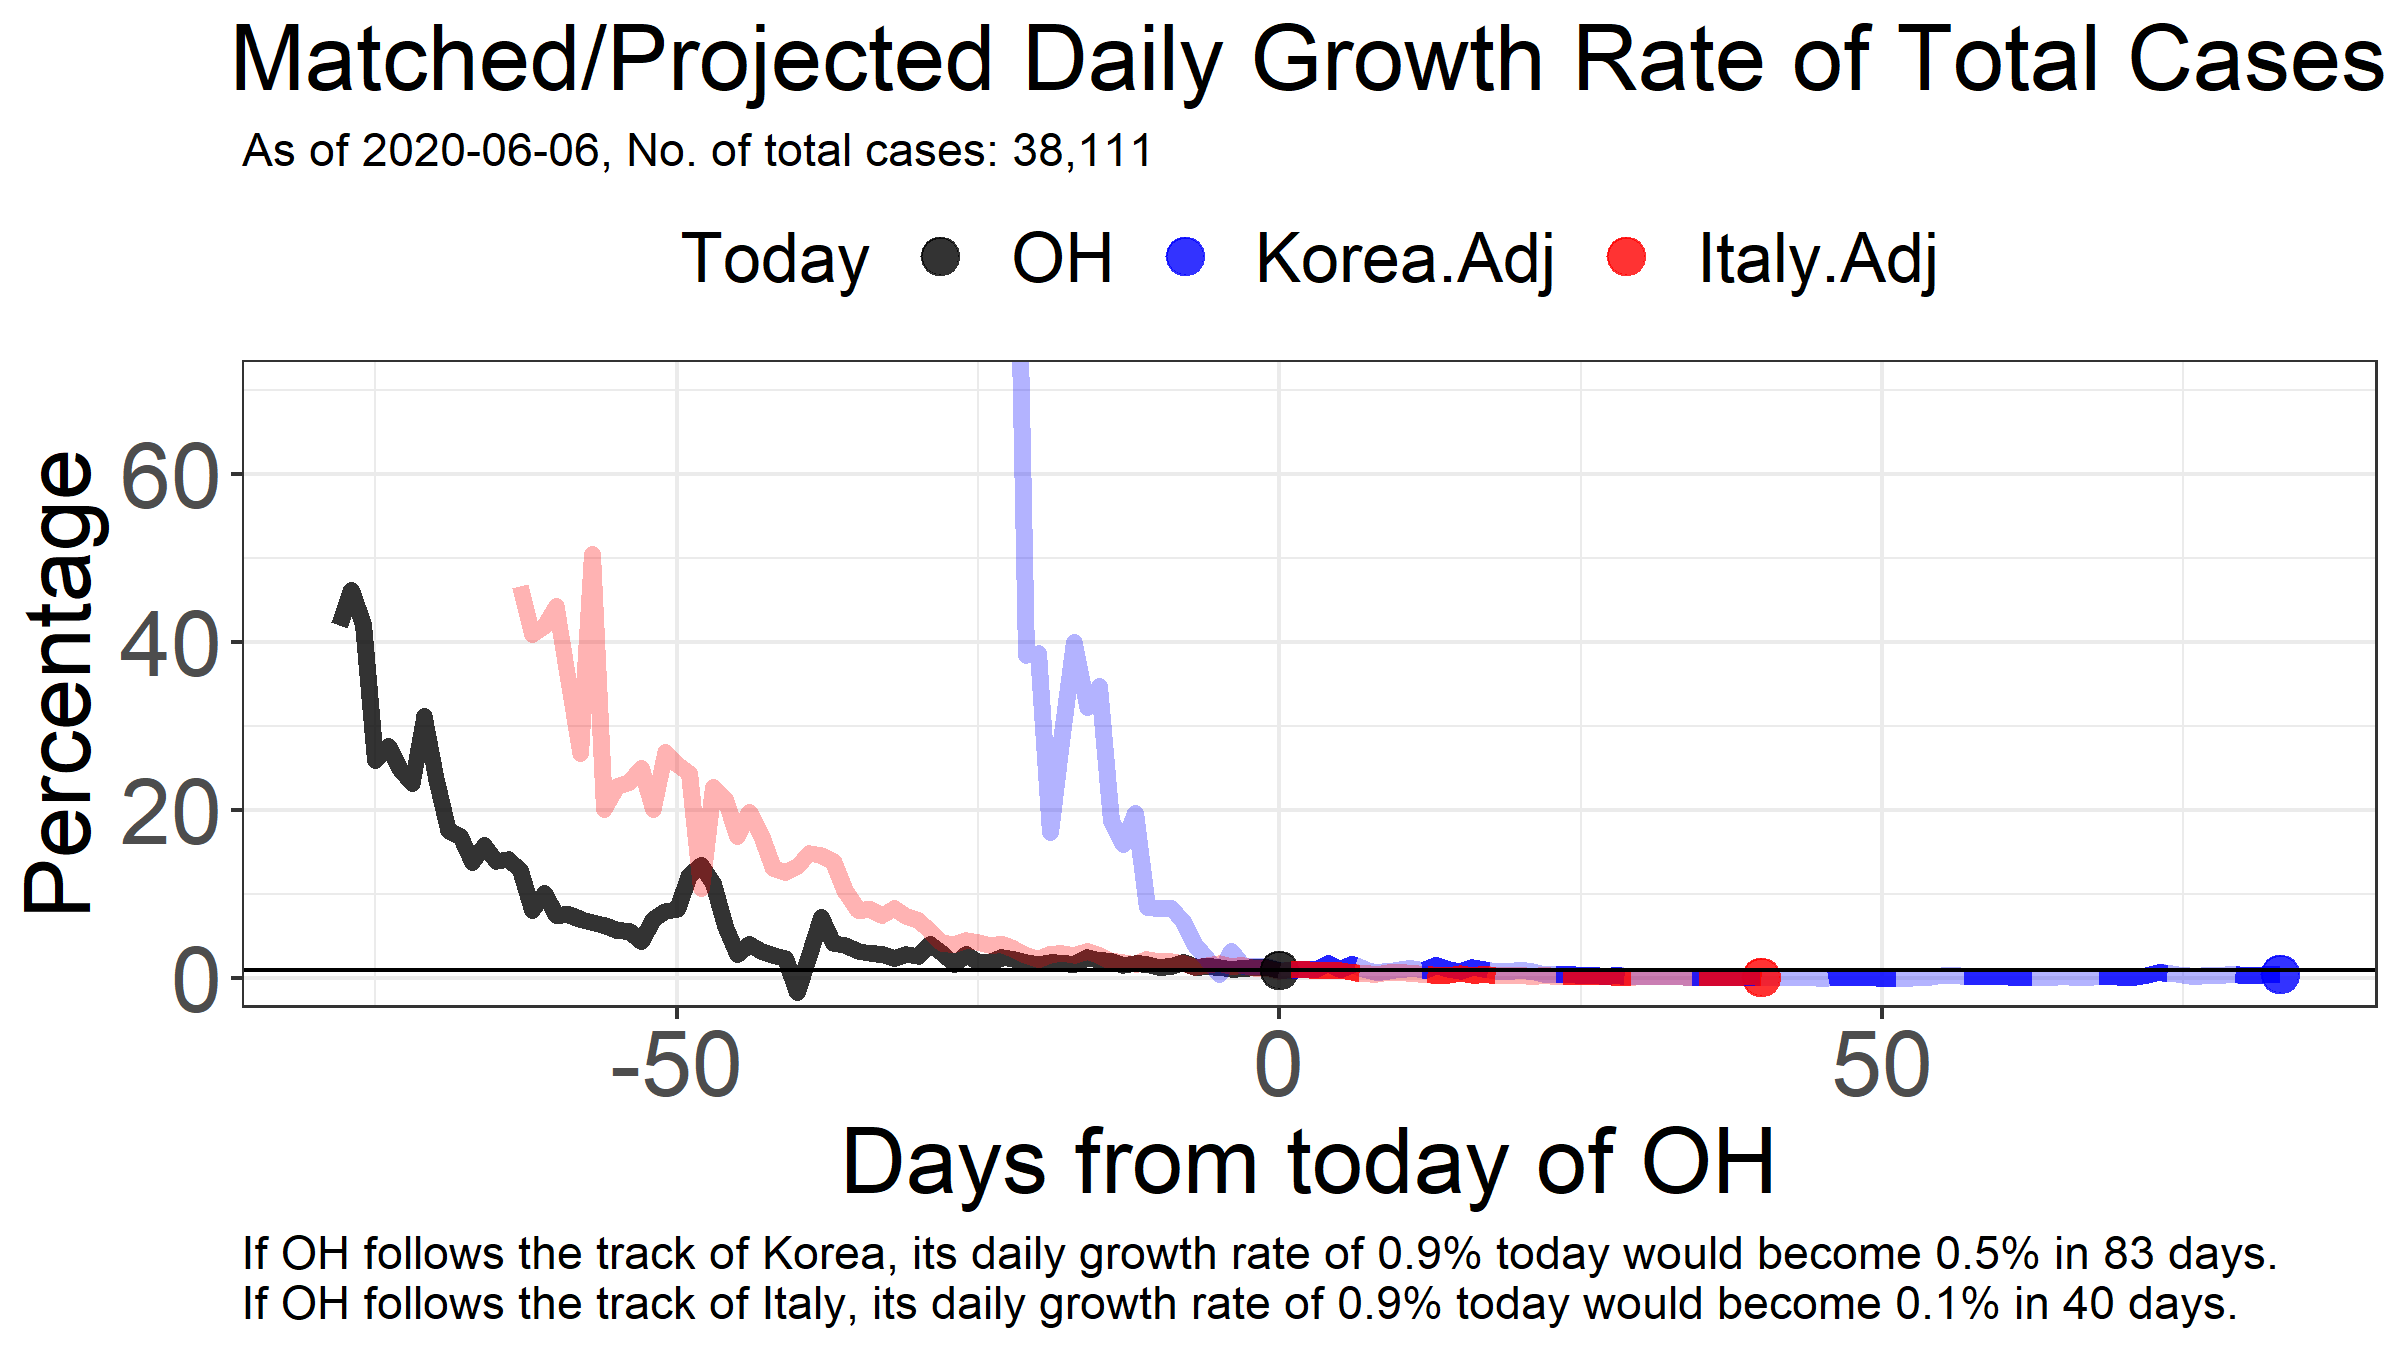 Matched/Projected Daily Growth Rate of Total Cases
As of 2020-06-06, No. of total cases: 38,111
Today OH Korea.Adj Italy.Adj
Percentage
60
40
20
0
-50 0 50
Days from today of OH
If OH follows the track of Korea, its daily growth rate of 0.9% today would become 0.5% in 83 days.
If OH follows the track of Italy, its daily growth rate of 0.9% today would become 0.1% in 40 days.